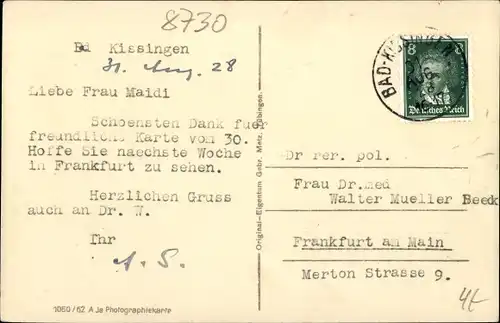 8730
Bd Kissingen
31. Aug. 28
Liebe Frau Maidi
Schoensten Dank fuer
freundliche Karte vom 30.
Hoffe Sie naechste Woche
in Frankfurt zu sehen.
Herzlichen Gruss
auch an Dr. W.
Ihr
A. S.
1960/62 A Ja Photographiekarte
Original-Eigentum Gebr. Metz, Tübingen.
BAD-KISSINGEN
8 8
Deutsches Reich
Dr rer. pol.
Frau Dr.med
Walter Mueller Beeck
Frankfurt am Main
Merton Strasse 9.